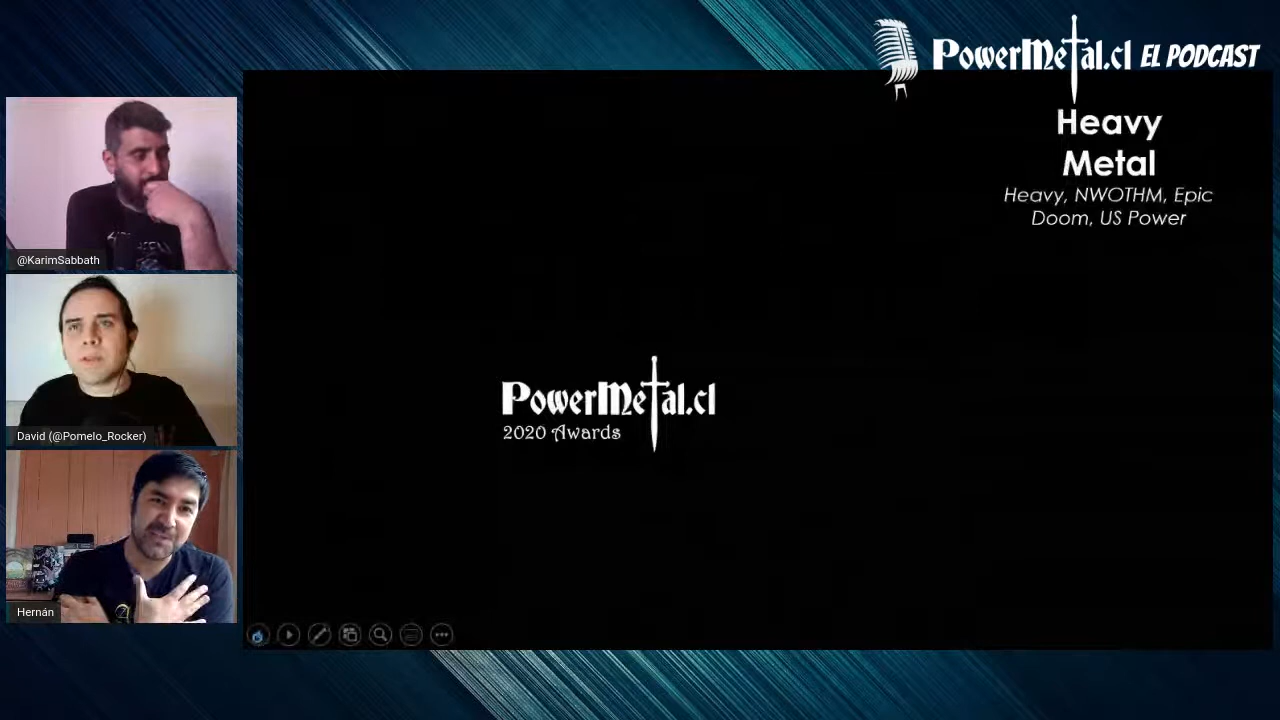 PowerMetal.cl EL PODCAST
Heavy
Metal
Heavy, NWOTHM, Epic
Doom, US Power
@KarimSabbath
David (@Pomelo_Rocker)
Hernán
PowerMetal.cl
2020 Awards